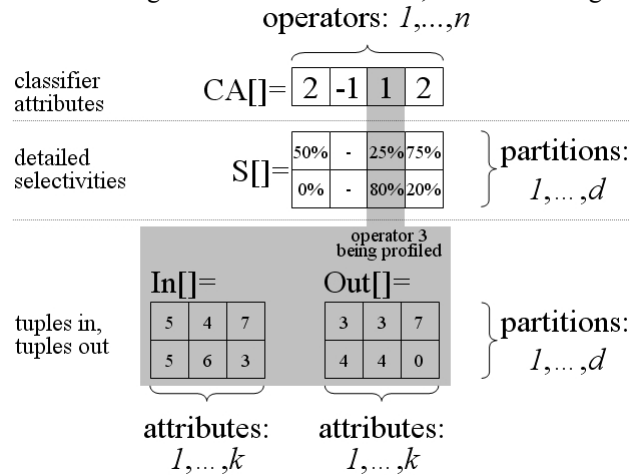 operators: 1,...,n
classifier
attributes
CA[]= 2 -1 1 2
detailed
selectivities
S[]=
50% - 25% 75%
0% - 80% 20%
partitions:
1,...,d
operator 3
being profiled
In[]=
Out[]=
tuples in,
tuples out
5 4 7
3 3 7
5 6 3
4 4 0
partitions:
1,...,d
attributes:
1,...,k
attributes:
1,...,k